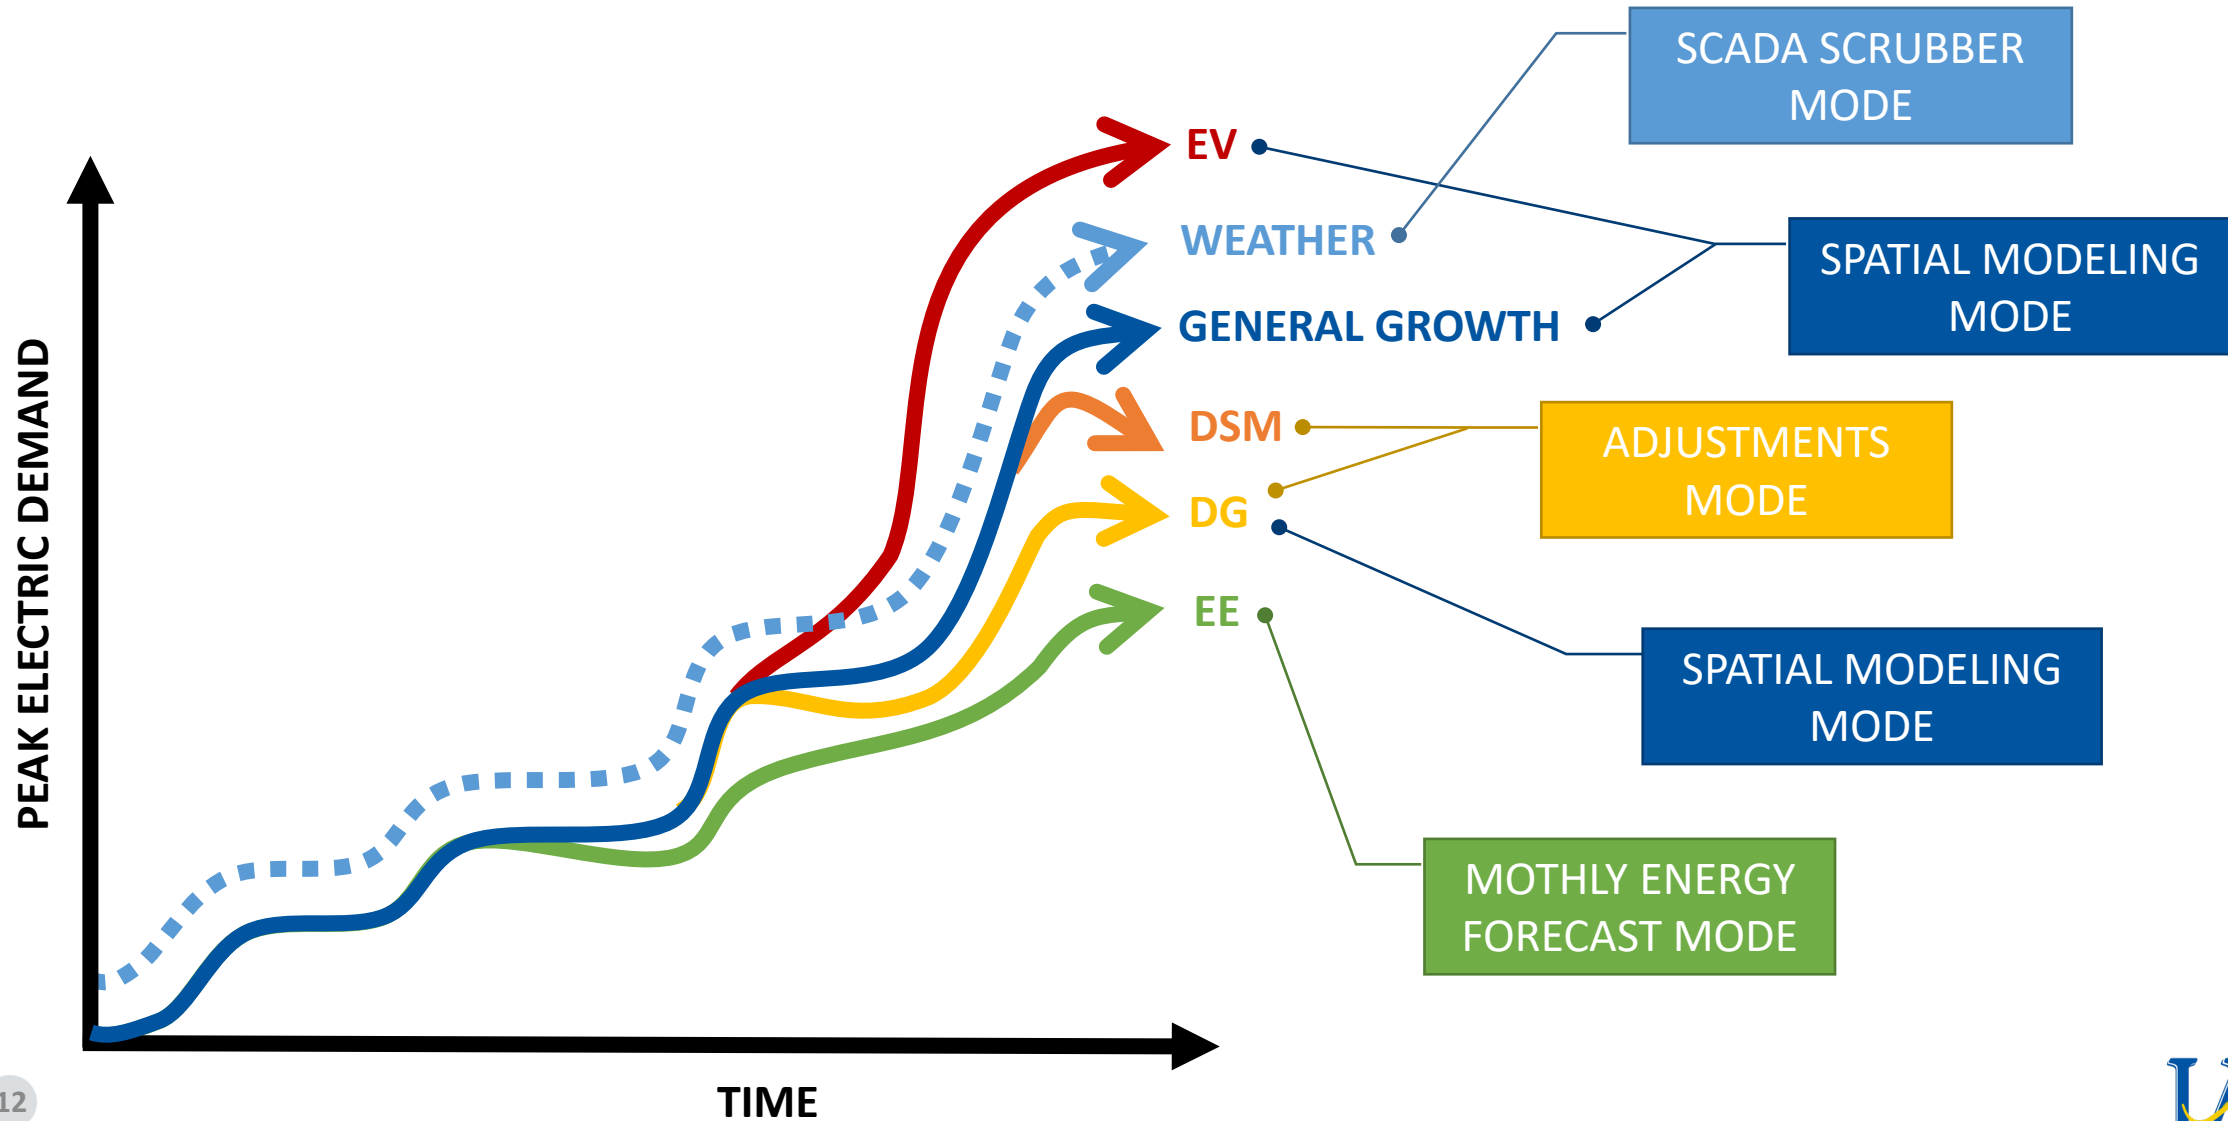 SCADA SCRUBBER
MODE
EV
WEATHER
SPATIAL MODELING
MODE
GENERAL GROWTH
DSM
ADJUSTMENTS
MODE
DG
EE
SPATIAL MODELING
MODE
MOTHLY ENERGY
FORECAST MODE
PEAK ELECTRIC DEMAND
TIME
12